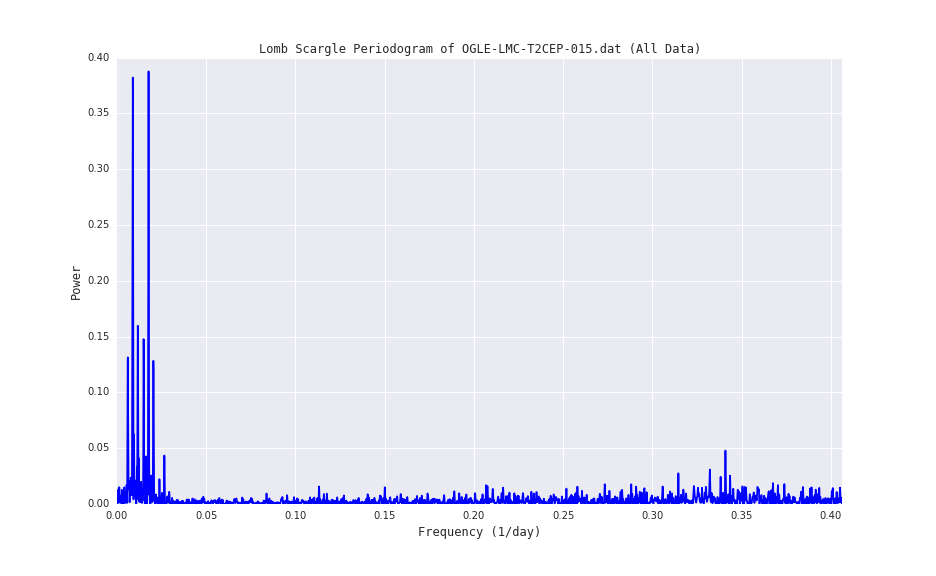 Lomb Scargle Periodogram of OGLE-LMC-T2CEP-015.dat (All Data)
0.40
0.35
0.30
0.25
0.20
0.15
0.10
0.05
0.00
Power
0.00 0.05 0.10 0.15 0.20 0.25 0.30 0.35 0.40
Frequency (1/day)